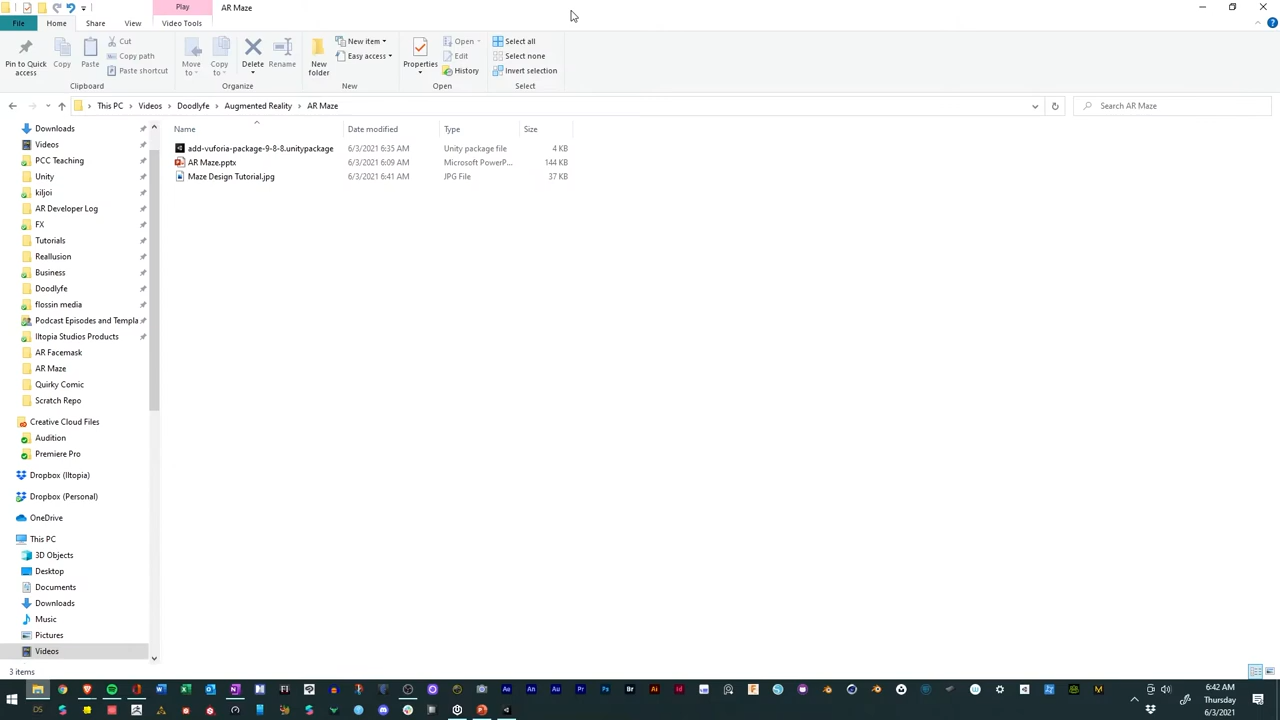 Play
AR Maze
File
Home
Share
View
Video Tools
Pin to Quick access
Copy
Paste
Cut
Copy path
Paste shortcut
Clipboard
Move to
Copy to
Delete
Rename
Organize
New folder
New item
Easy access
New
Properties
Open
Edit
History
Open
Select all
Select none
Invert selection
Select
This PC
Videos
Doodlyfe
Augmented Reality
AR Maze
Search AR Maze
Name
Date modified
Type
Size
add-vuforia-package-9-8-8.unitypackage 6/3/2021 6:35 AM Unity package file 4 KB
AR Maze.pptx 6/3/2021 6:09 AM Microsoft PowerP... 144 KB
Maze Design Tutorial.jpg 6/3/2021 6:41 AM JPG File 37 KB
Downloads
Videos
PCC Teaching
Unity
kiljoi
AR Developer Log
FX
Tutorials
Reallusion
Business
Doodlyfe
flossin media
Podcast Episodes and Templa
IItopia Studios Products
AR Facemask
AR Maze
Quirky Comic
Scratch Repo
Creative Cloud Files
Audition
Premiere Pro
Dropbox (IItopia)
Dropbox (Personal)
OneDrive
This PC
3D Objects
Desktop
Documents
Downloads
Music
Pictures
Videos
3 items
6:42 AM
Thursday
6/3/2021